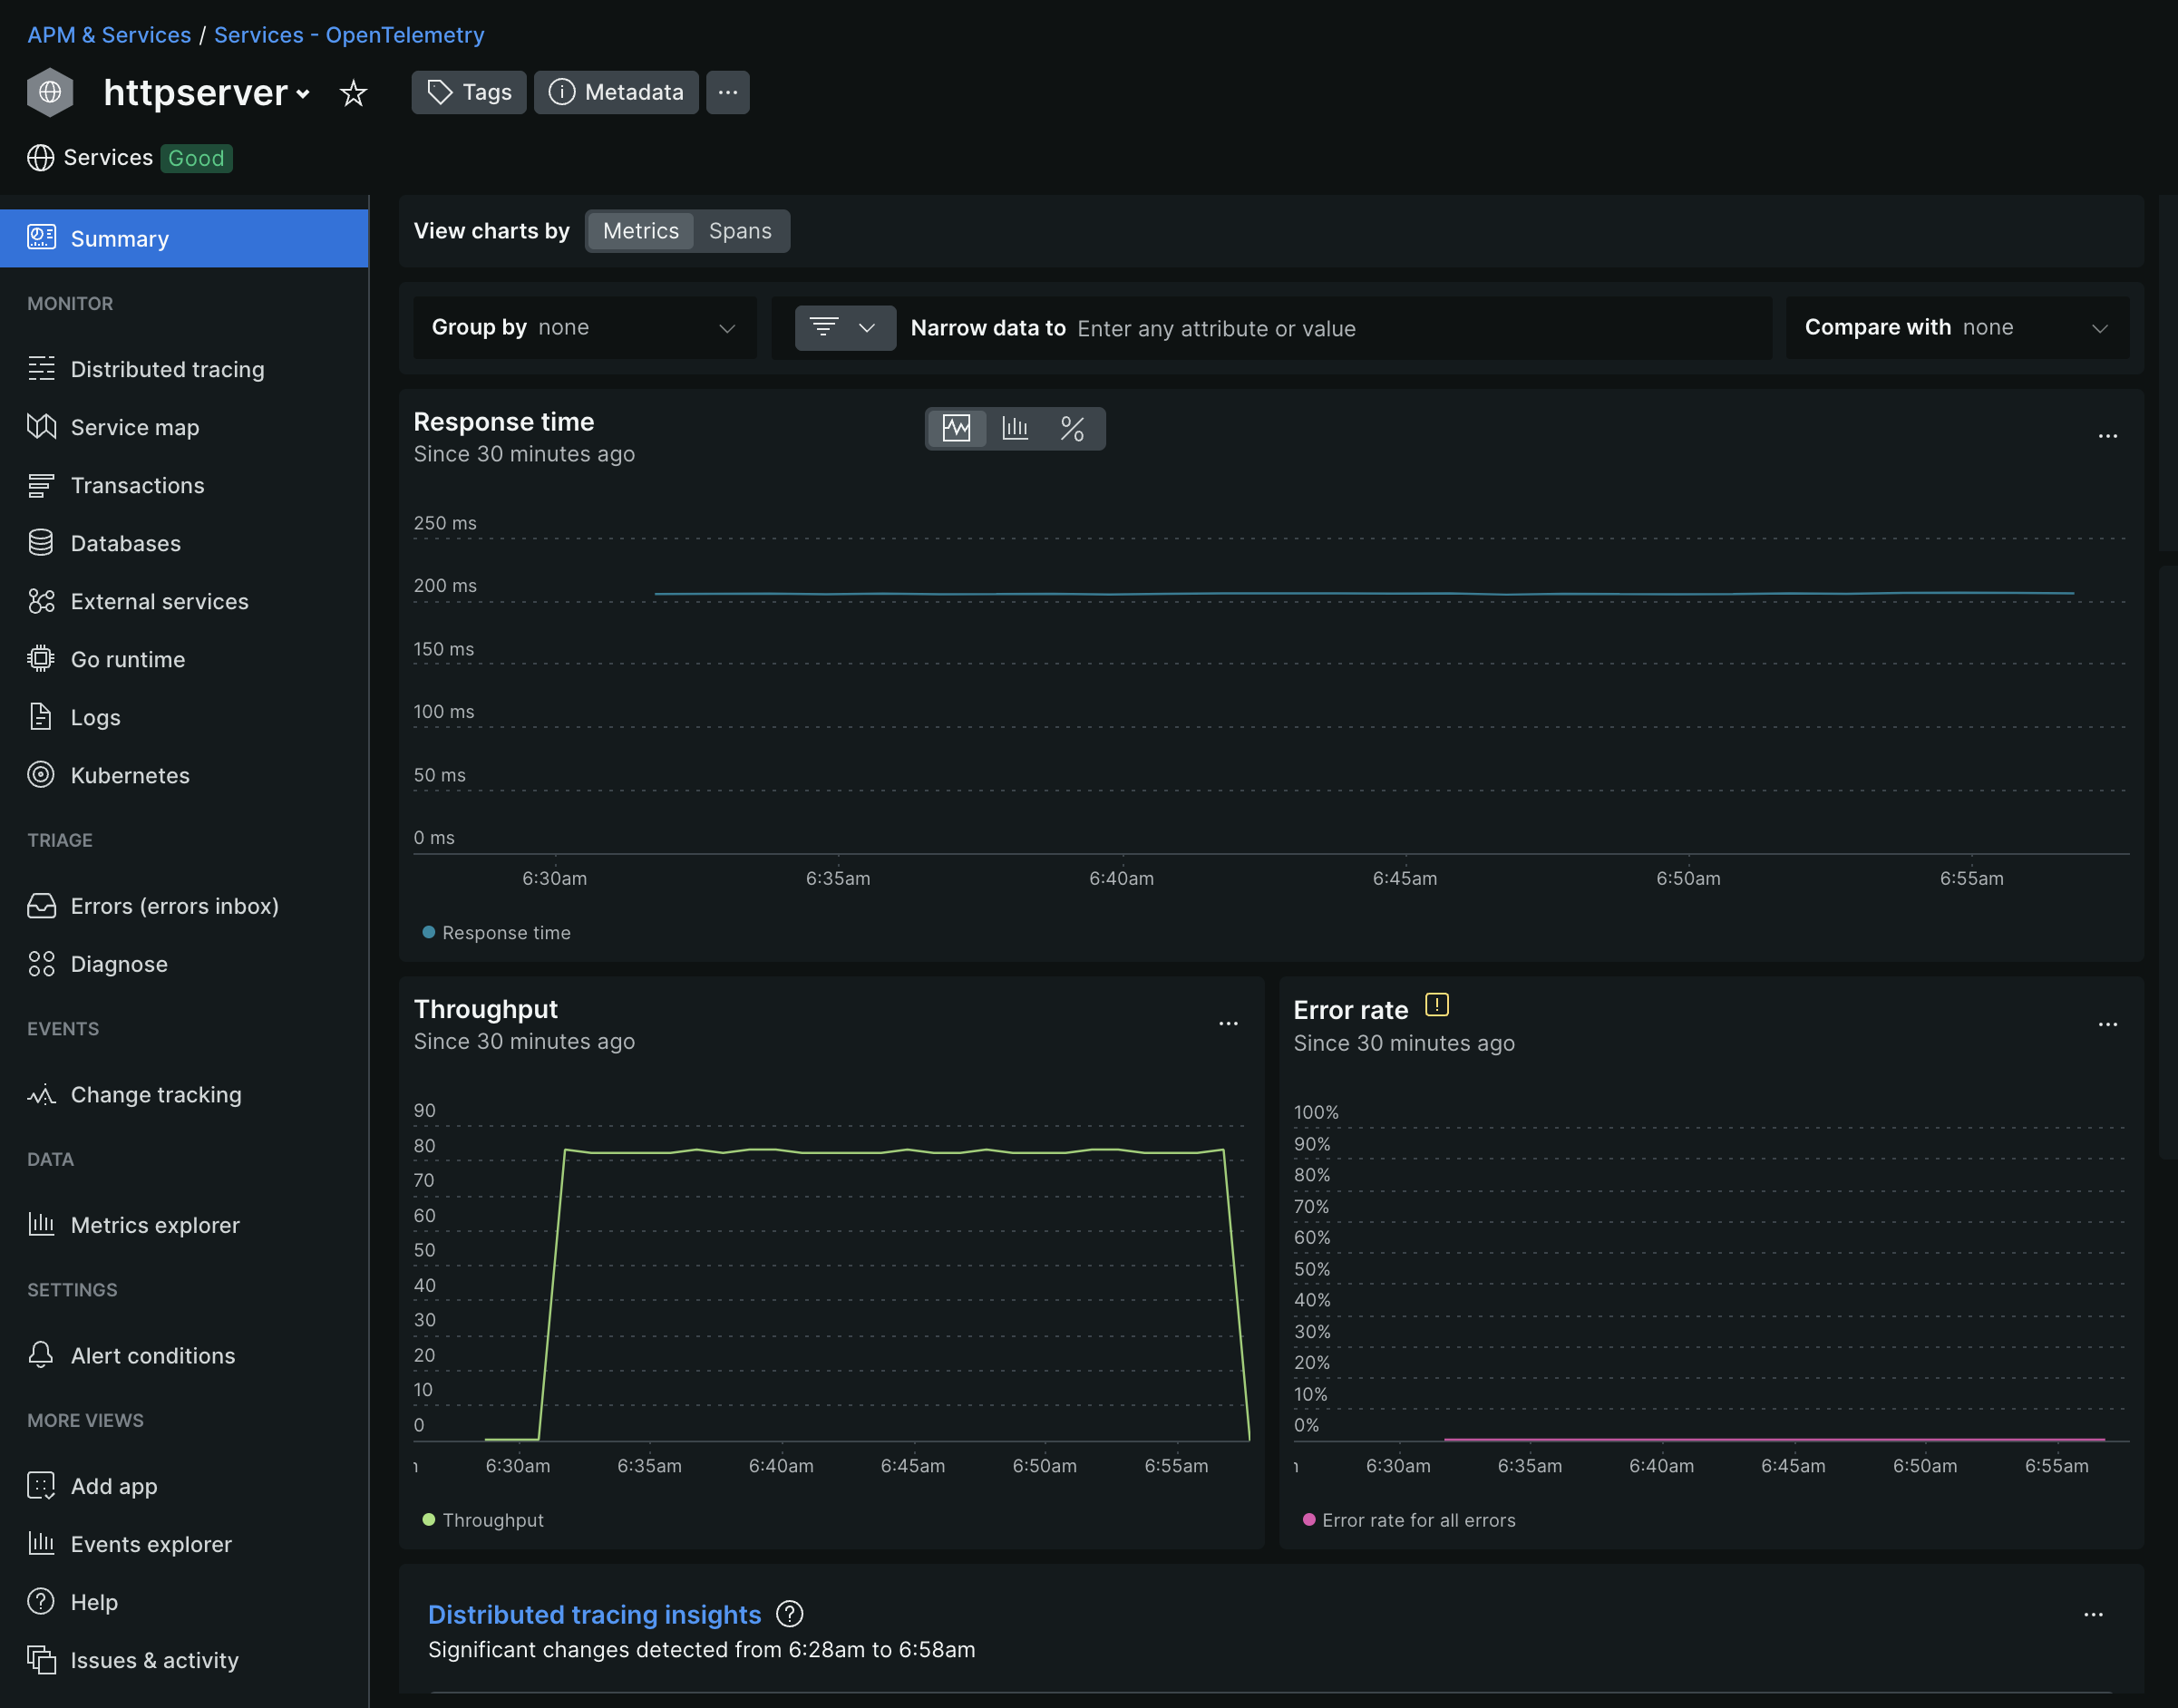 APM & Services / Services - OpenTelemetry
httpserver
Tags
Metadata
Services Good
Summary
MONITOR
Distributed tracing
Service map
Transactions
Databases
External services
Go runtime
Logs
Kubernetes
TRIAGE
Errors (errors inbox)
Diagnose
EVENTS
Change tracking
DATA
Metrics explorer
SETTINGS
Alert conditions
MORE VIEWS
Add app
Events explorer
Help
Issues & activity
View charts by Metrics Spans
Group by none
Narrow data to Enter any attribute or value
Compare with none
Response time
Since 30 minutes ago
250 ms
200 ms
150 ms
100 ms
50 ms
0 ms
6:30am 6:35am 6:40am 6:45am 6:50am 6:55am
Response time
Throughput
Since 30 minutes ago
90
80
70
60
50
40
30
20
10
0
6:30am 6:35am 6:40am 6:45am 6:50am 6:55am
Throughput
Error rate
Since 30 minutes ago
100%
90%
80%
70%
60%
50%
40%
30%
20%
10%
0%
6:30am 6:35am 6:40am 6:45am 6:50am 6:55am
Error rate for all errors
Distributed tracing insights
Significant changes detected from 6:28am to 6:58am